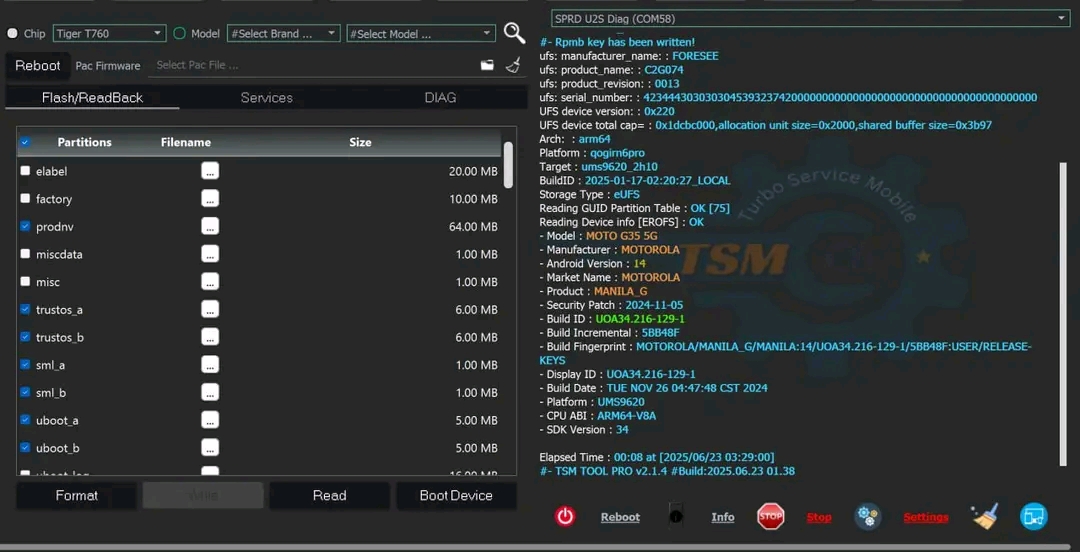 Chip
Tiger T760
Model
#Select Brand ...
#Select Model ...
Reboot
Pac Firmware
Select Pac File ...
Flash/ReadBack
Services
DIAG
Partitions Filename Size
elabel ... 20.00 MB
factory ... 10.00 MB
prodnv ... 64.00 MB
miscdata ... 1.00 MB
misc ... 1.00 MB
trustos_a ... 6.00 MB
trustos_b ... 6.00 MB
sml_a ... 1.00 MB
sml_b ... 1.00 MB
uboot_a ... 5.00 MB
uboot_b ... 5.00 MB
uboot_log ... 16.00 MB
Format
Write
Read
Boot Device
SPRD U2S Diag (COM58)
#- Rpmb key has been written!
ufs: manufacturer_name: : FORESEE
ufs: product_name: : C2G074
ufs: product_revision: : 0013
UFS device version: : 0x220
UFS device total cap= : 0x1dcbc000,allocation unit size=0x2000,shared buffer size=0x3b97
Arch: : arm64
Platform : qogirn6pro
Target : ums9620_2h10
BuildID : 2025-01-17-02:20:27_LOCAL
Storage Type : eUFS
Reading GUID Partition Table : OK [75]
Reading Device info [EROFS] : OK
- Model : MOTO G35 5G
- Manufacturer : MOTOROLA
- Android Version : 14
- Market Name : MOTOROLA
- Product : MANILA_G
- Security Patch : 2024-11-05
- Build ID : UOA34.216-129-1
- Build Incremental : 5BB48F
- Build Fingerprint : MOTOROLA/MANILA_G/MANILA:14/UOA34.216-129-1/5BB48F:USER/RELEASE-
KEYS
- Display ID : UOA34.216-129-1
- Build Date : TUE NOV 26 04:47:48 CST 2024
- Platform : UMS9620
- CPU ABI : ARM64-V8A
- SDK Version : 34
Elapsed Time : 00:08 at [2025/06/23 03:29:00]
#- TSM TOOL PRO v2.1.4 #Build:2025.06.23 01.38
Turbo Service Mobile
TSM
Reboot
Info
STOP
Stop
Settings